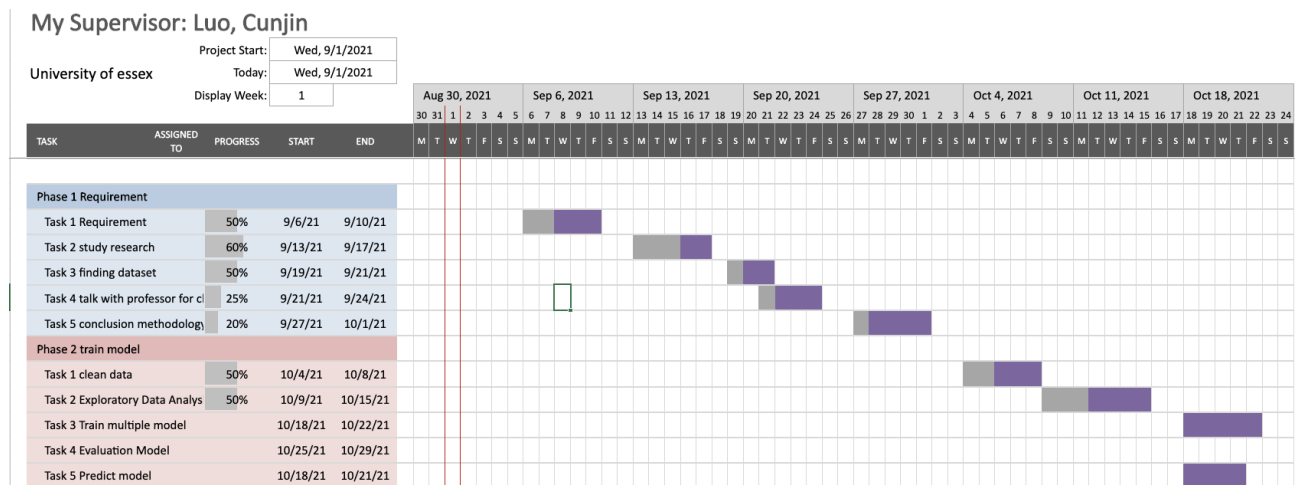 My Supervisor: Luo, Cunjin
Project Start: Wed, 9/1/2021
University of essex
Today: Wed, 9/1/2021
Display Week: 1
Aug 30, 2021 Sep 6, 2021 Sep 13, 2021 Sep 20, 2021 Sep 27, 2021 Oct 4, 2021 Oct 11, 2021 Oct 18, 2021
30 31 1 2 3 4 5 6 7 8 9 10 11 12 13 14 15 16 17 18 19 20 21 22 23 24 25 26 27 28 29 30 1 2 3 4 5 6 7 8 9 10 11 12 13 14 15 16 17 18 19 20 21 22 23 24
TASK ASSIGNED TO PROGRESS START END M T W T F S S M T W T F S S M T W T F S S M T W T F S S M T W T F S S M T W T F S S M T W T F S S M T W T F S S
Phase 1 Requirement
Task 1 Requirement 50% 9/6/21 9/10/21
Task 2 study research 60% 9/13/21 9/17/21
Task 3 finding dataset 50% 9/19/21 9/21/21
Task 4 talk with professor for cl 25% 9/21/21 9/24/21
Task 5 conclusion methodology 20% 9/27/21 10/1/21
Phase 2 train model
Task 1 clean data 50% 10/4/21 10/8/21
Task 2 Exploratory Data Analys 50% 10/9/21 10/15/21
Task 3 Train multiple model 10/18/21 10/22/21
Task 4 Evaluation Model 10/25/21 10/29/21
Task 5 Predict model 10/18/21 10/21/21